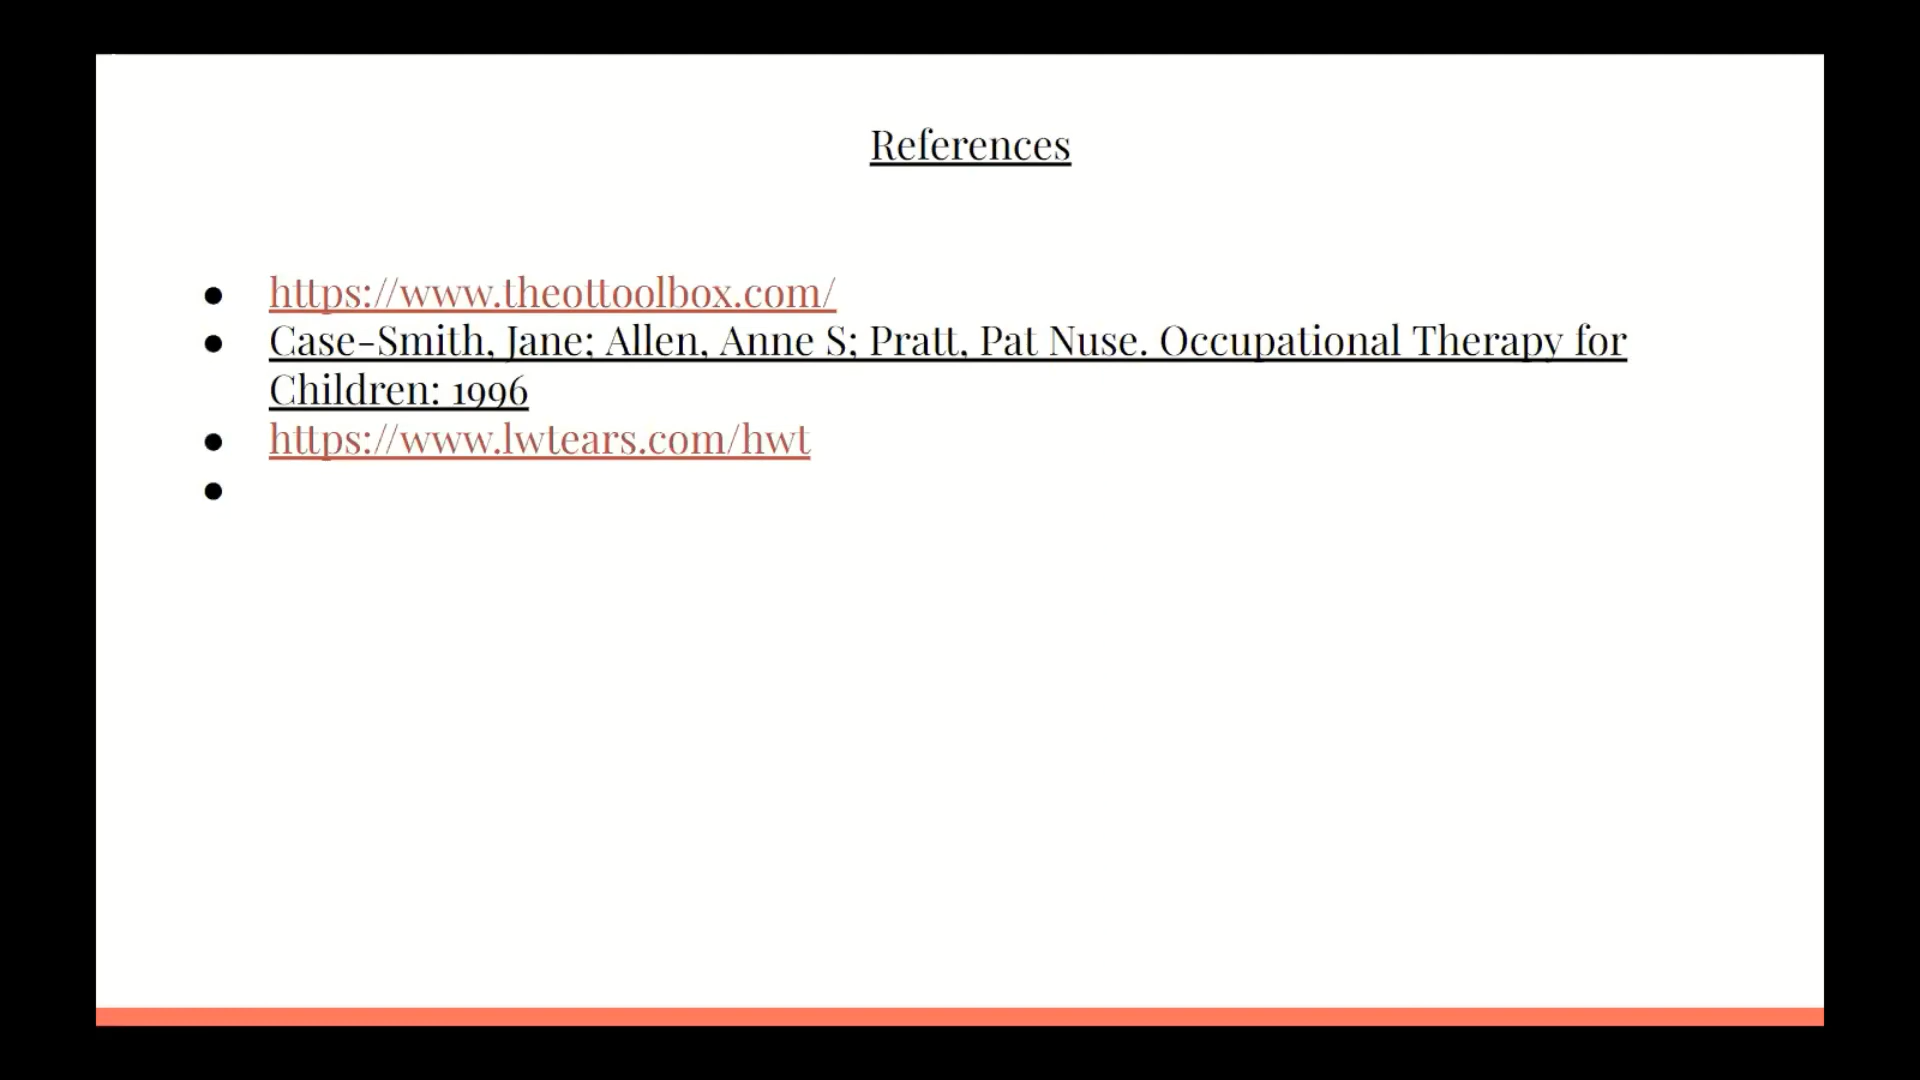 References
● https://www.theottoolbox.com/
● Case-Smith, Jane; Allen, Anne S; Pratt, Pat Nuse. Occupational Therapy for
Children: 1996
● https://www.lwtears.com/hwt
●